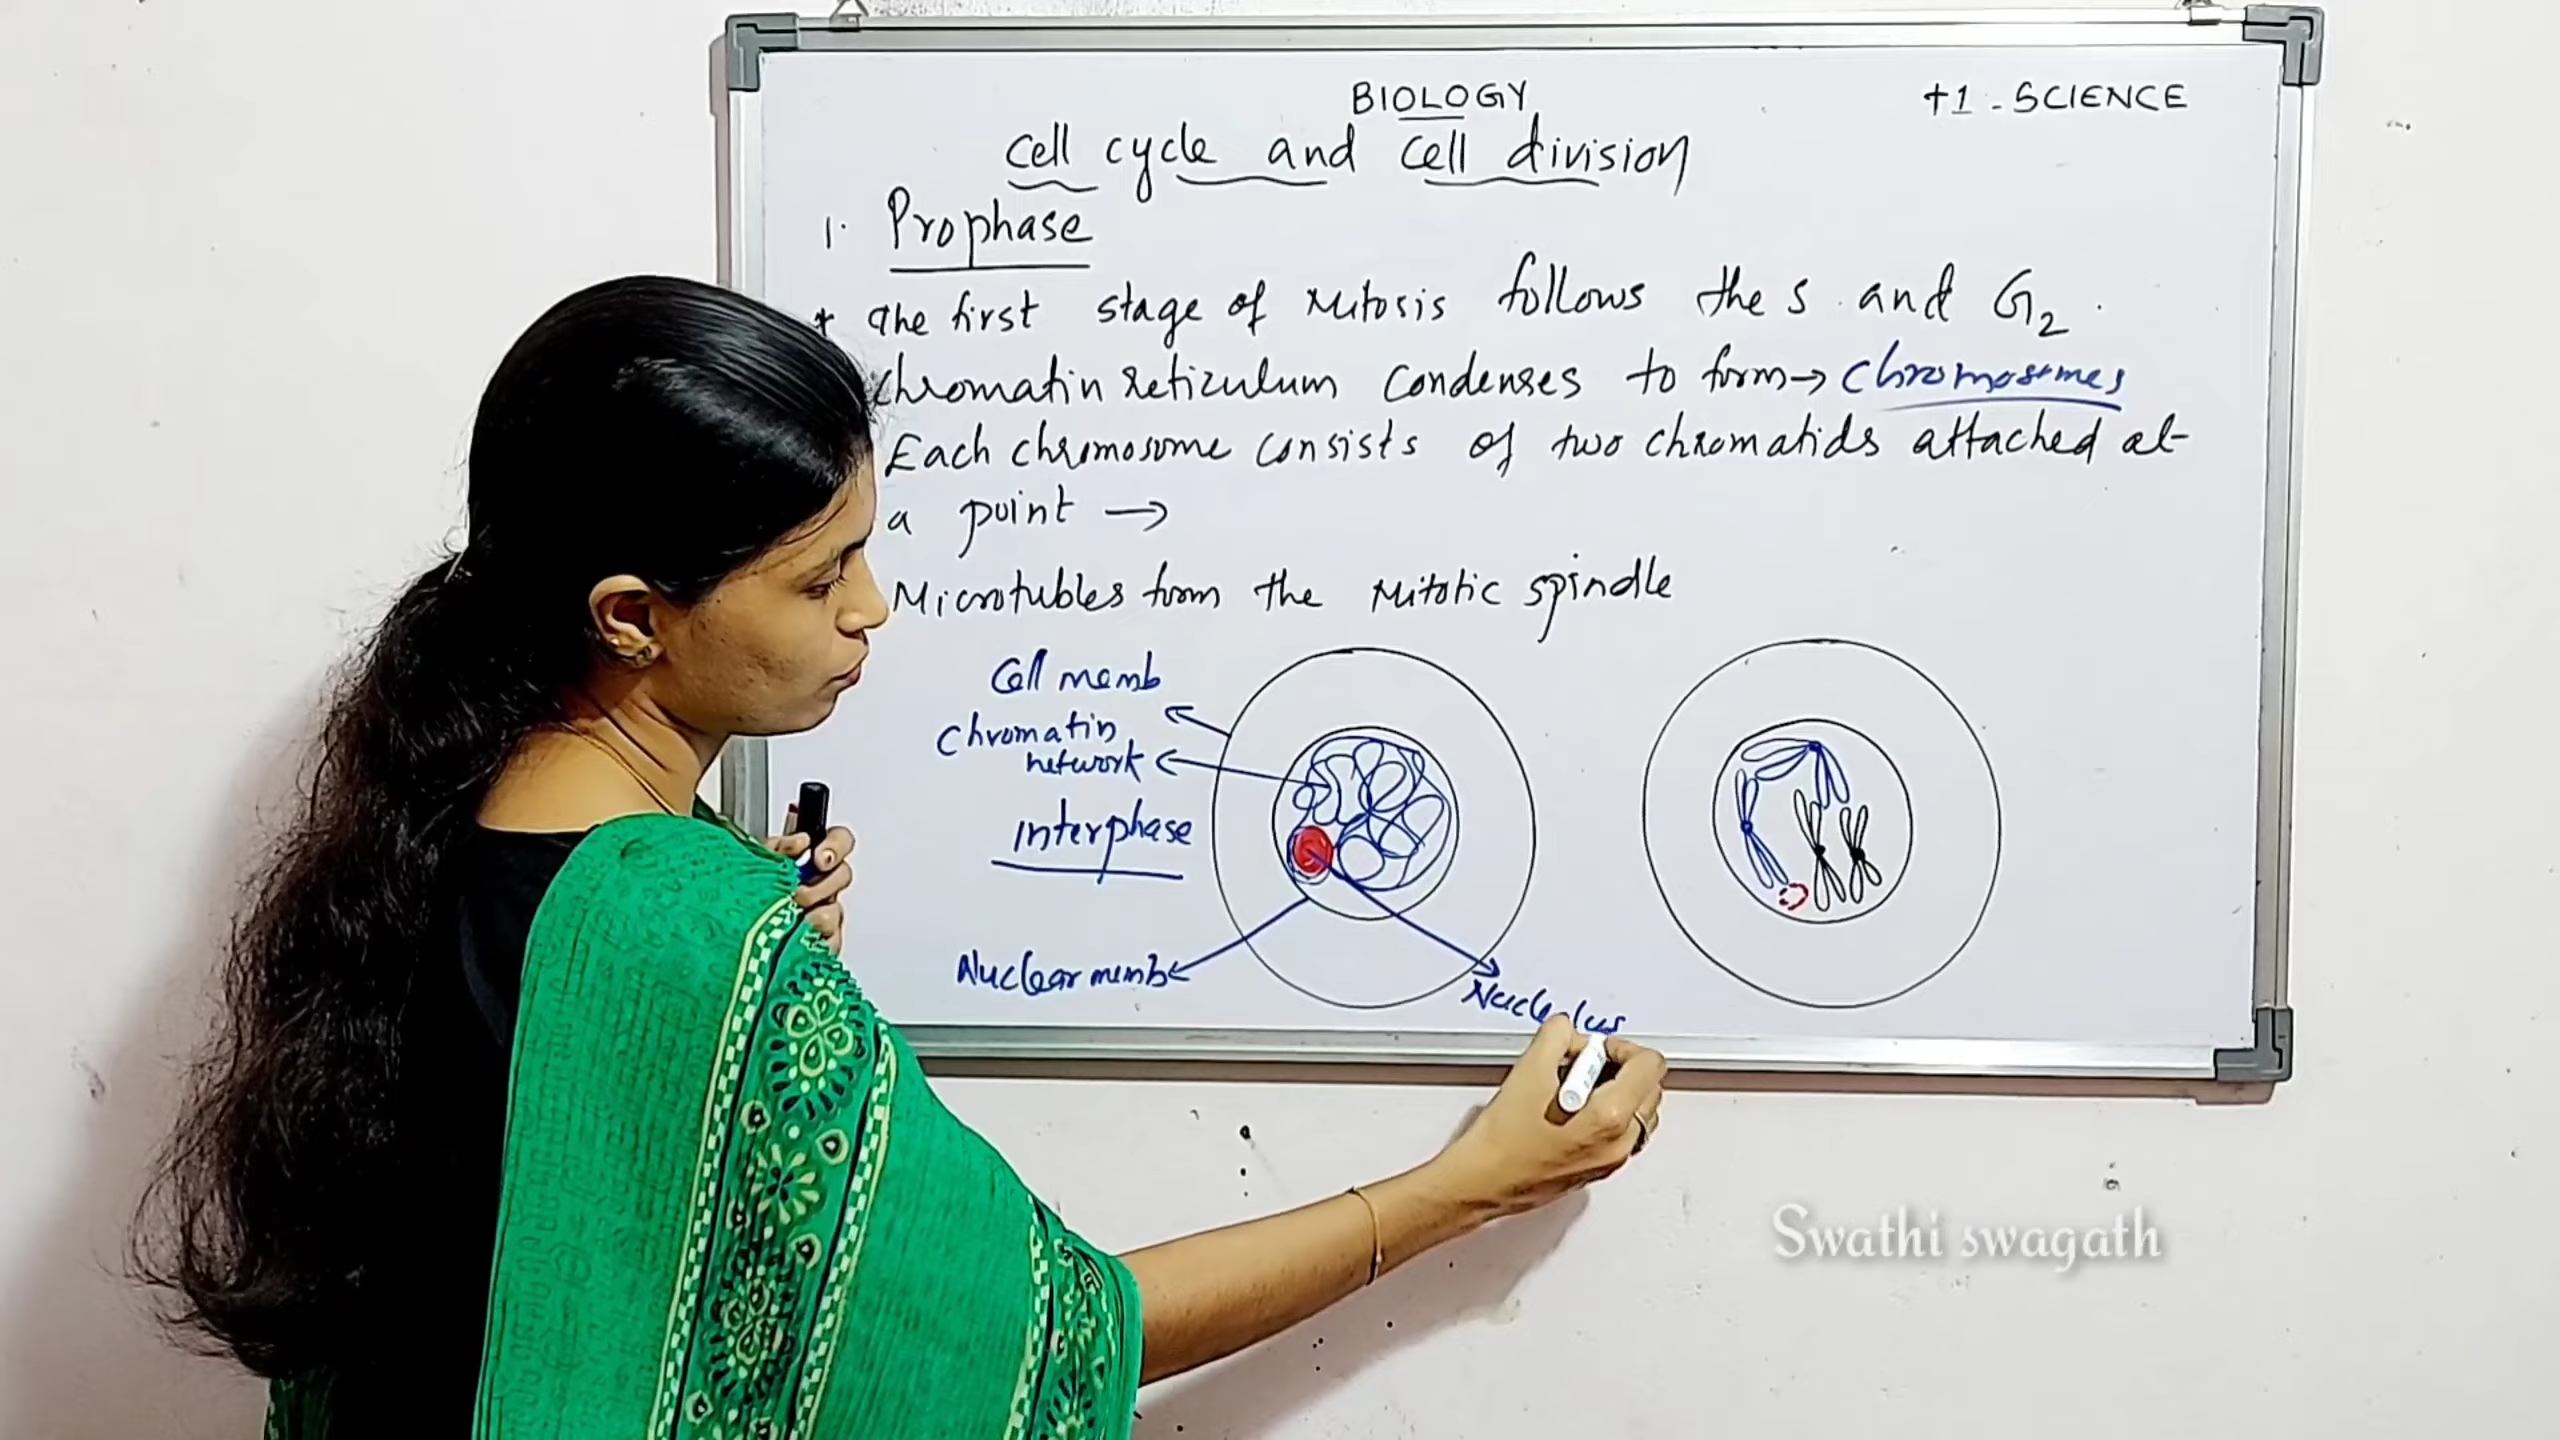 BIOLOGY
+1 - SCIENCE
Cell cycle and Cell division
1. Prophase
* The first stage of Mitosis follows the S and G2.
chromatin reticulum condenses to form → chromosomes
Each chromosome consists of two chromatids attached at
a point →
Microtubles form the Mitotic spindle
Cell memb
Chromatin
network
Interphase
Nuclear memb
Nucleolus
Swathi swagath